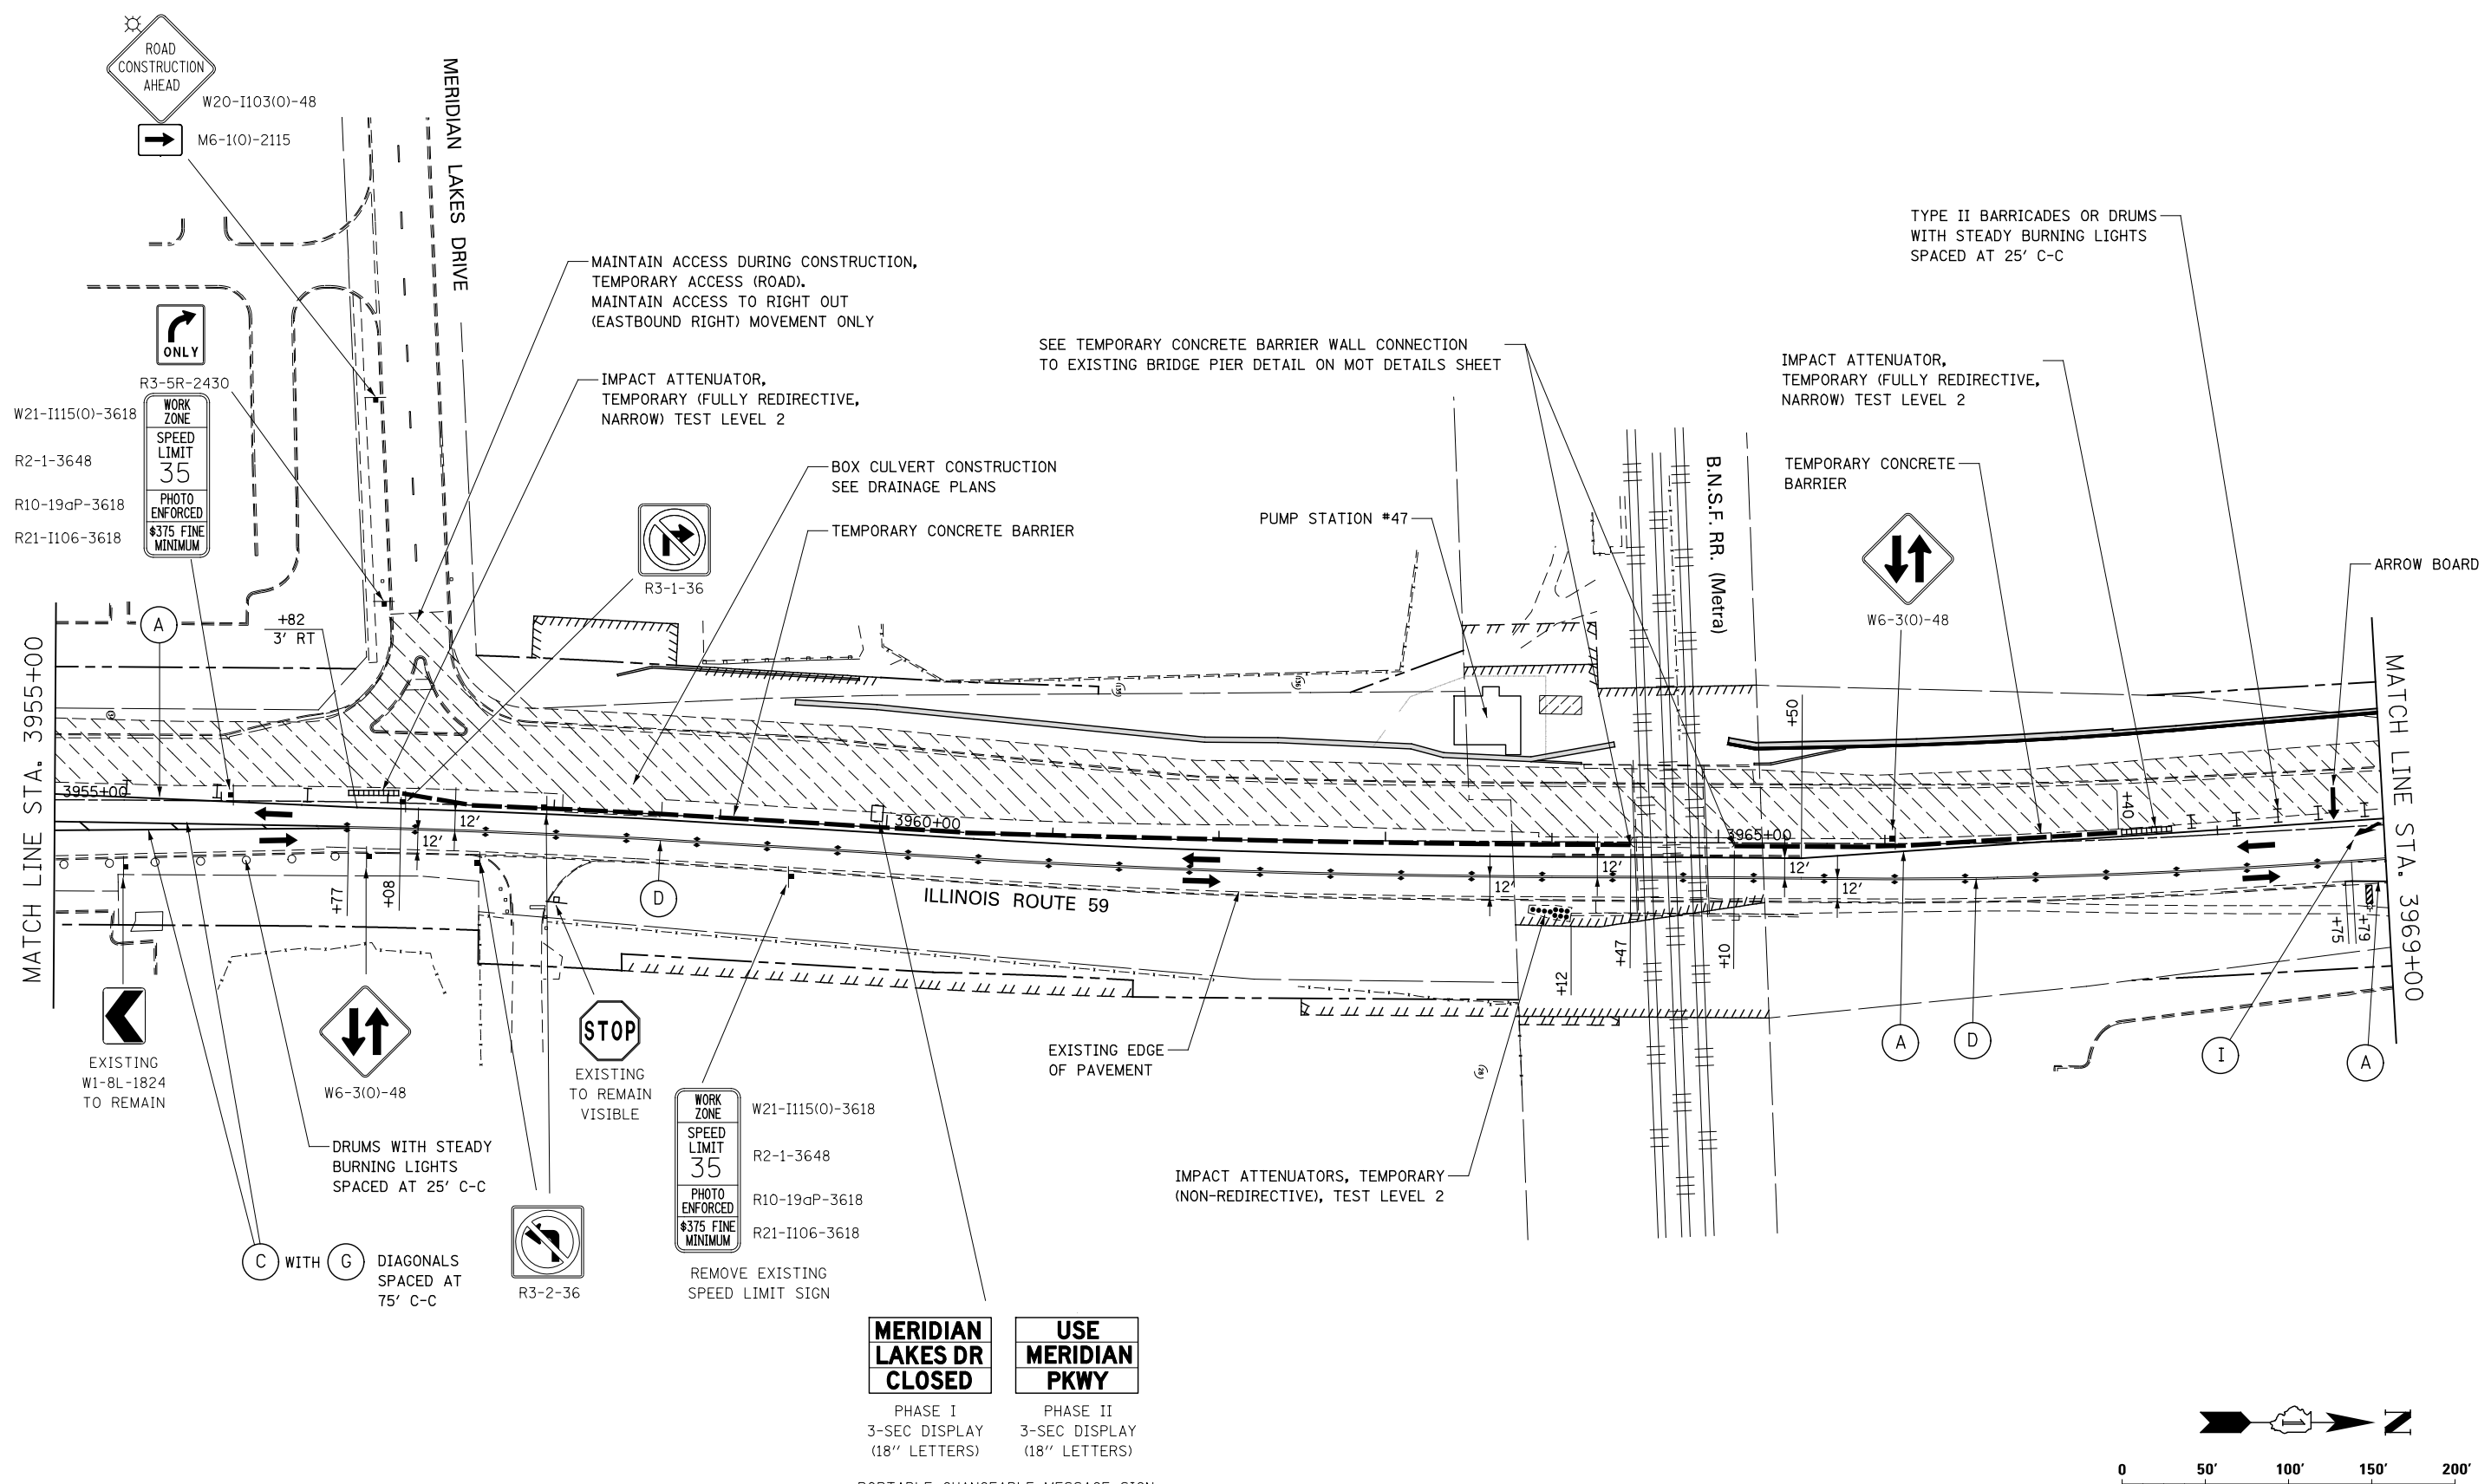 ROAD
CONSTRUCTION
AHEAD
W20-I103(O)-48
M6-1(O)-2115
MERIDIAN LAKES DRIVE
ONLY
R3-5R-2430
W21-I115(O)-3618
R2-1-3648
R10-19aP-3618
R21-I106-3618
WORK
ZONE
SPEED
LIMIT
35
PHOTO
ENFORCED
$375 FINE
MINIMUM
MAINTAIN ACCESS DURING CONSTRUCTION,
TEMPORARY ACCESS (ROAD).
MAINTAIN ACCESS TO RIGHT OUT
(EASTBOUND RIGHT) MOVEMENT ONLY
IMPACT ATTENUATOR,
TEMPORARY (FULLY REDIRECTIVE,
NARROW) TEST LEVEL 2
BOX CULVERT CONSTRUCTION
SEE DRAINAGE PLANS
TEMPORARY CONCRETE BARRIER
R3-1-36
SEE TEMPORARY CONCRETE BARRIER WALL CONNECTION
TO EXISTING BRIDGE PIER DETAIL ON MOT DETAILS SHEET
PUMP STATION #47
B.N.S.F. RR. (Metra)
TYPE II BARRICADES OR DRUMS
WITH STEADY BURNING LIGHTS
SPACED AT 25' C-C
IMPACT ATTENUATOR,
TEMPORARY (FULLY REDIRECTIVE,
NARROW) TEST LEVEL 2
TEMPORARY CONCRETE
BARRIER
W6-3(O)-48
ARROW BOARD
MATCH LINE STA. 3955+00
A
+82
3' RT
3955+00
12'
12'
+77
+08
D
3960+00
ILLINOIS ROUTE 59
12'
12'
3965+00
12'
12'
+50
+40
+12
+47
+10
+75
+79
MATCH LINE STA. 3969+00
EXISTING
W1-8L-1824
TO REMAIN
W6-3(O)-48
DRUMS WITH STEADY
BURNING LIGHTS
SPACED AT 25' C-C
C WITH G DIAGONALS
SPACED AT
75' C-C
R3-2-36
STOP
EXISTING
TO REMAIN
VISIBLE
WORK
ZONE
SPEED
LIMIT
35
PHOTO
ENFORCED
$375 FINE
MINIMUM
W21-I115(O)-3618
R2-1-3648
R10-19aP-3618
R21-I106-3618
REMOVE EXISTING
SPEED LIMIT SIGN
EXISTING EDGE
OF PAVEMENT
IMPACT ATTENUATORS, TEMPORARY
(NON-REDIRECTIVE), TEST LEVEL 2
A
D
I
A
MERIDIAN
LAKES DR
CLOSED
PHASE I
3-SEC DISPLAY
(18" LETTERS)
USE
MERIDIAN
PKWY
PHASE II
3-SEC DISPLAY
(18" LETTERS)
N
0 50' 100' 150' 200'